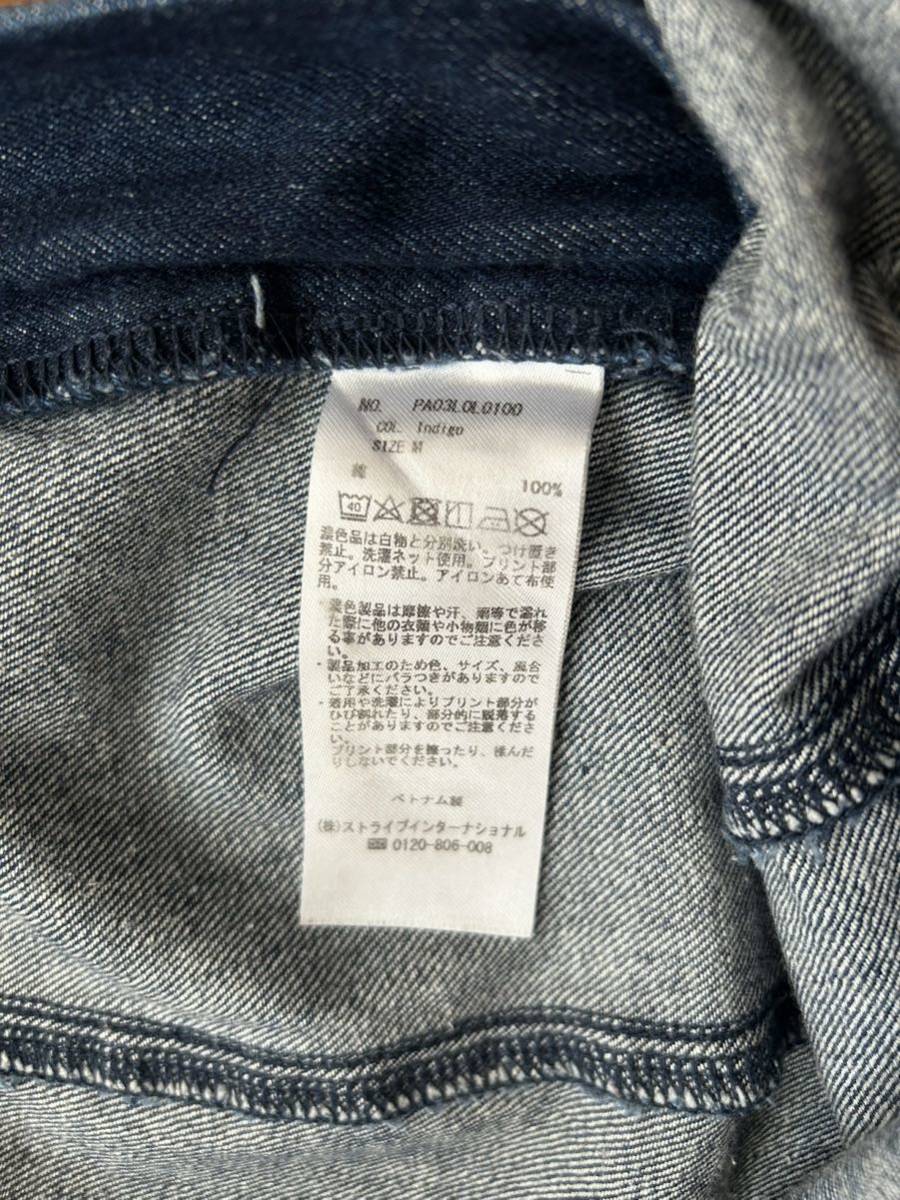 NO. PA03L0L0100
COL. Indigo
SIZE M
綿 100%
40
濃色品は白物と分別洗い。つけ置き
禁止。洗濯ネット使用。プリント部
分アイロン禁止。アイロンあて布使
用。
・濃色製品は摩擦や汗、雨等で濡れ
た際に他の衣類や小物類に色が移
る事がありますのでご注意くださ
い。
・製品加工のため色、サイズ、風合
いなどにバラつきがありますので
ご了承ください。
・着用や洗濯によりプリント部分が
ひび割れたり、部分的に脱落する
ことがありますのでご注意くださ
い。
プリント部分を擦ったり、揉んだ
りしないでください。
ベトナム製
(株)ストライプインターナショナル
0120-806-008